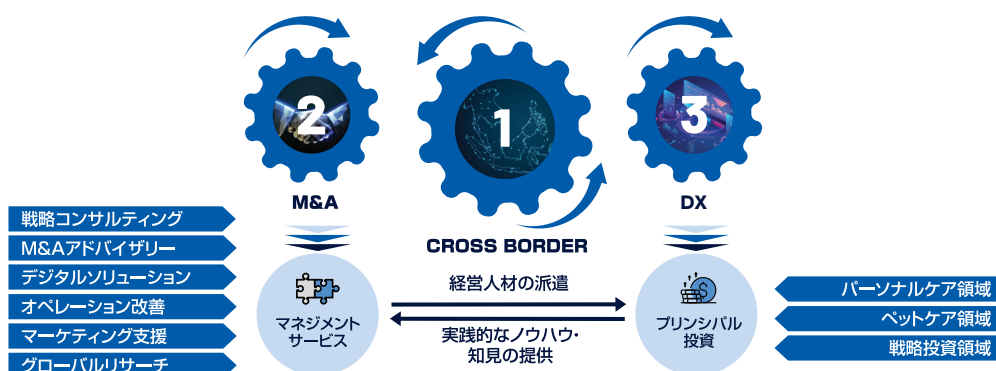 2
1
3
M&A
DX
CROSS BORDER
戦略コンサルティング
M&Aアドバイザリー
デジタルソリューション
オペレーション改善
マーケティング支援
グローバルリサーチ
マネジメント
サービス
経営人材の派遣
実践的なノウハウ・
知見の提供
プリンシパル
投資
パーソナルケア領域
ペットケア領域
戦略投資領域